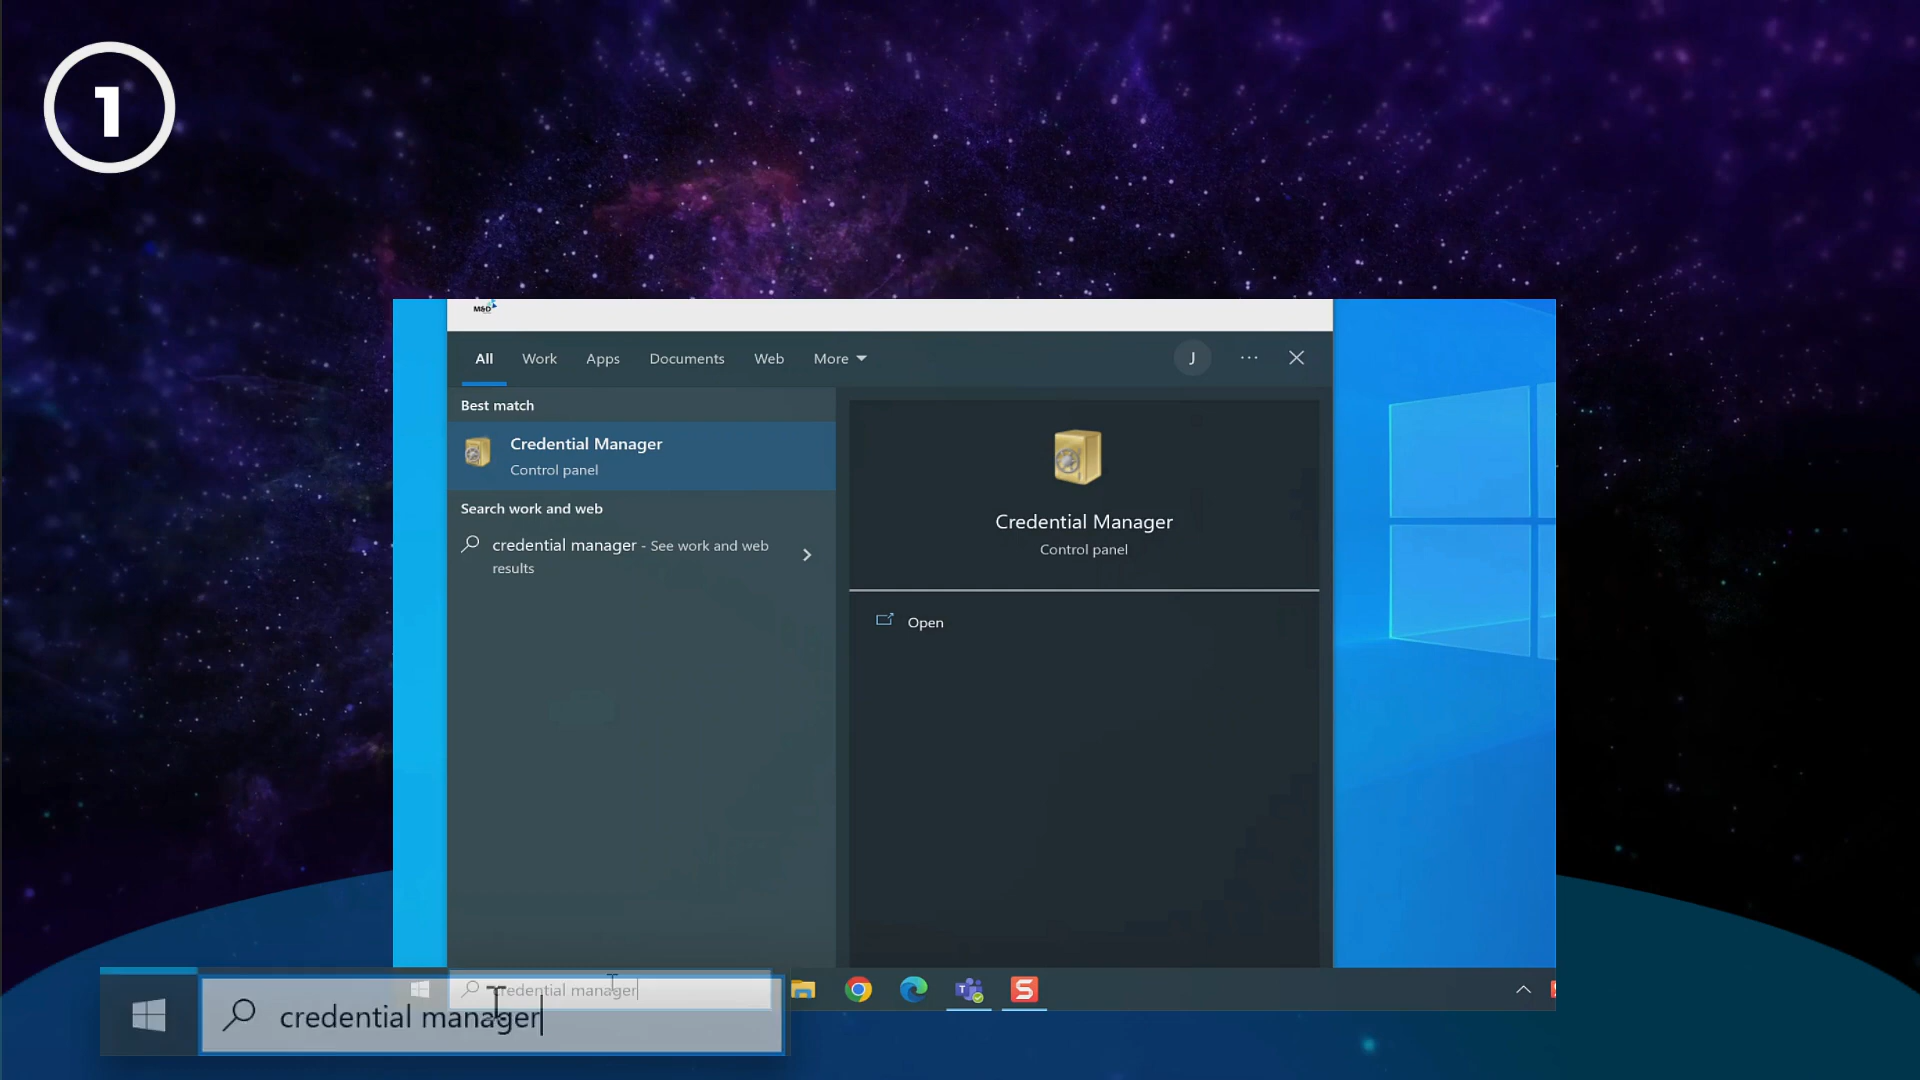 1
M&D
All Work Apps Documents Web More J
Best match
Credential Manager
Control panel
Search work and web
credential manager - See work and web
results
Credential Manager
Control panel
Open
credential manager
T
S
credential manager